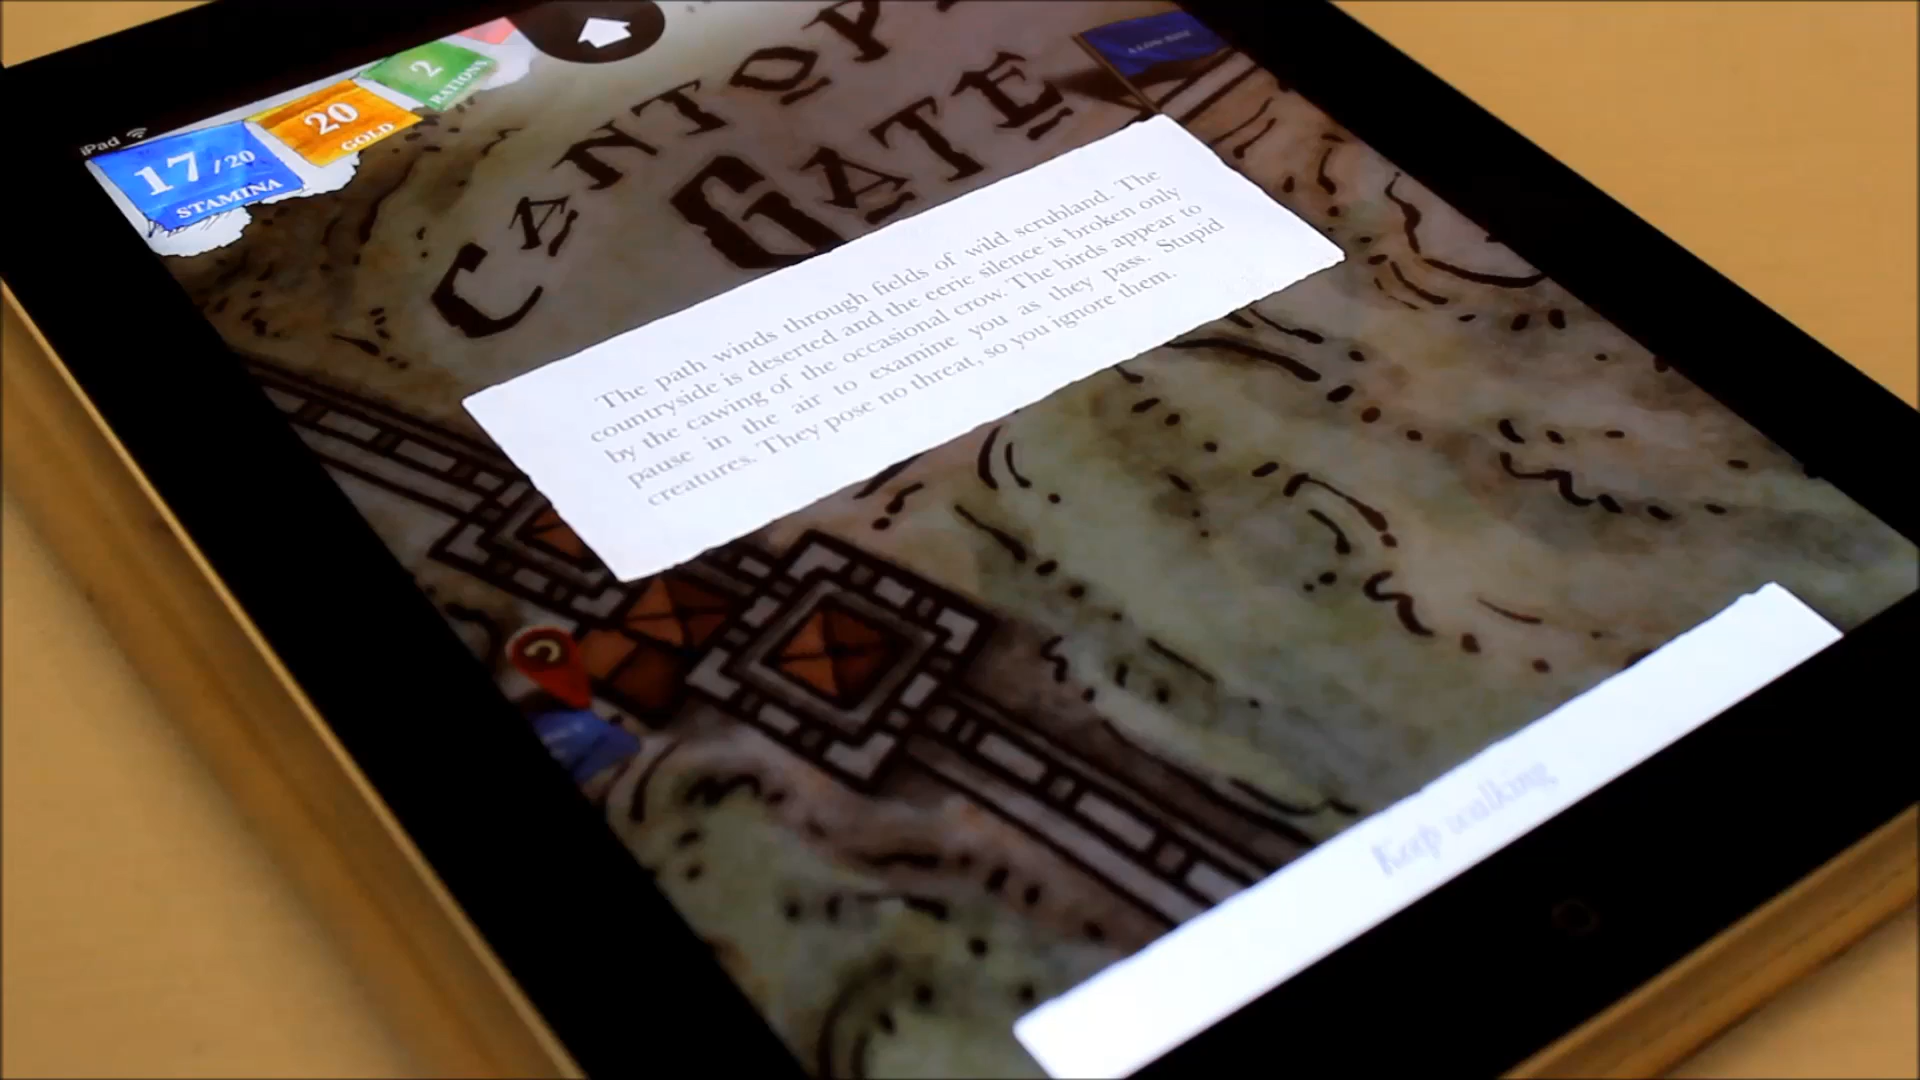 iPad
17/20
STAMINA
20
GOLD
2
RATIONS
GATE
The path winds through fields of wild scrubland. The
countryside is deserted and the eerie silence is broken only
by the cawing of the occasional crow. The birds appear to
pause in the air to examine you as they pass. Stupid
creatures. They pose no threat, so you ignore them.
Keep walking